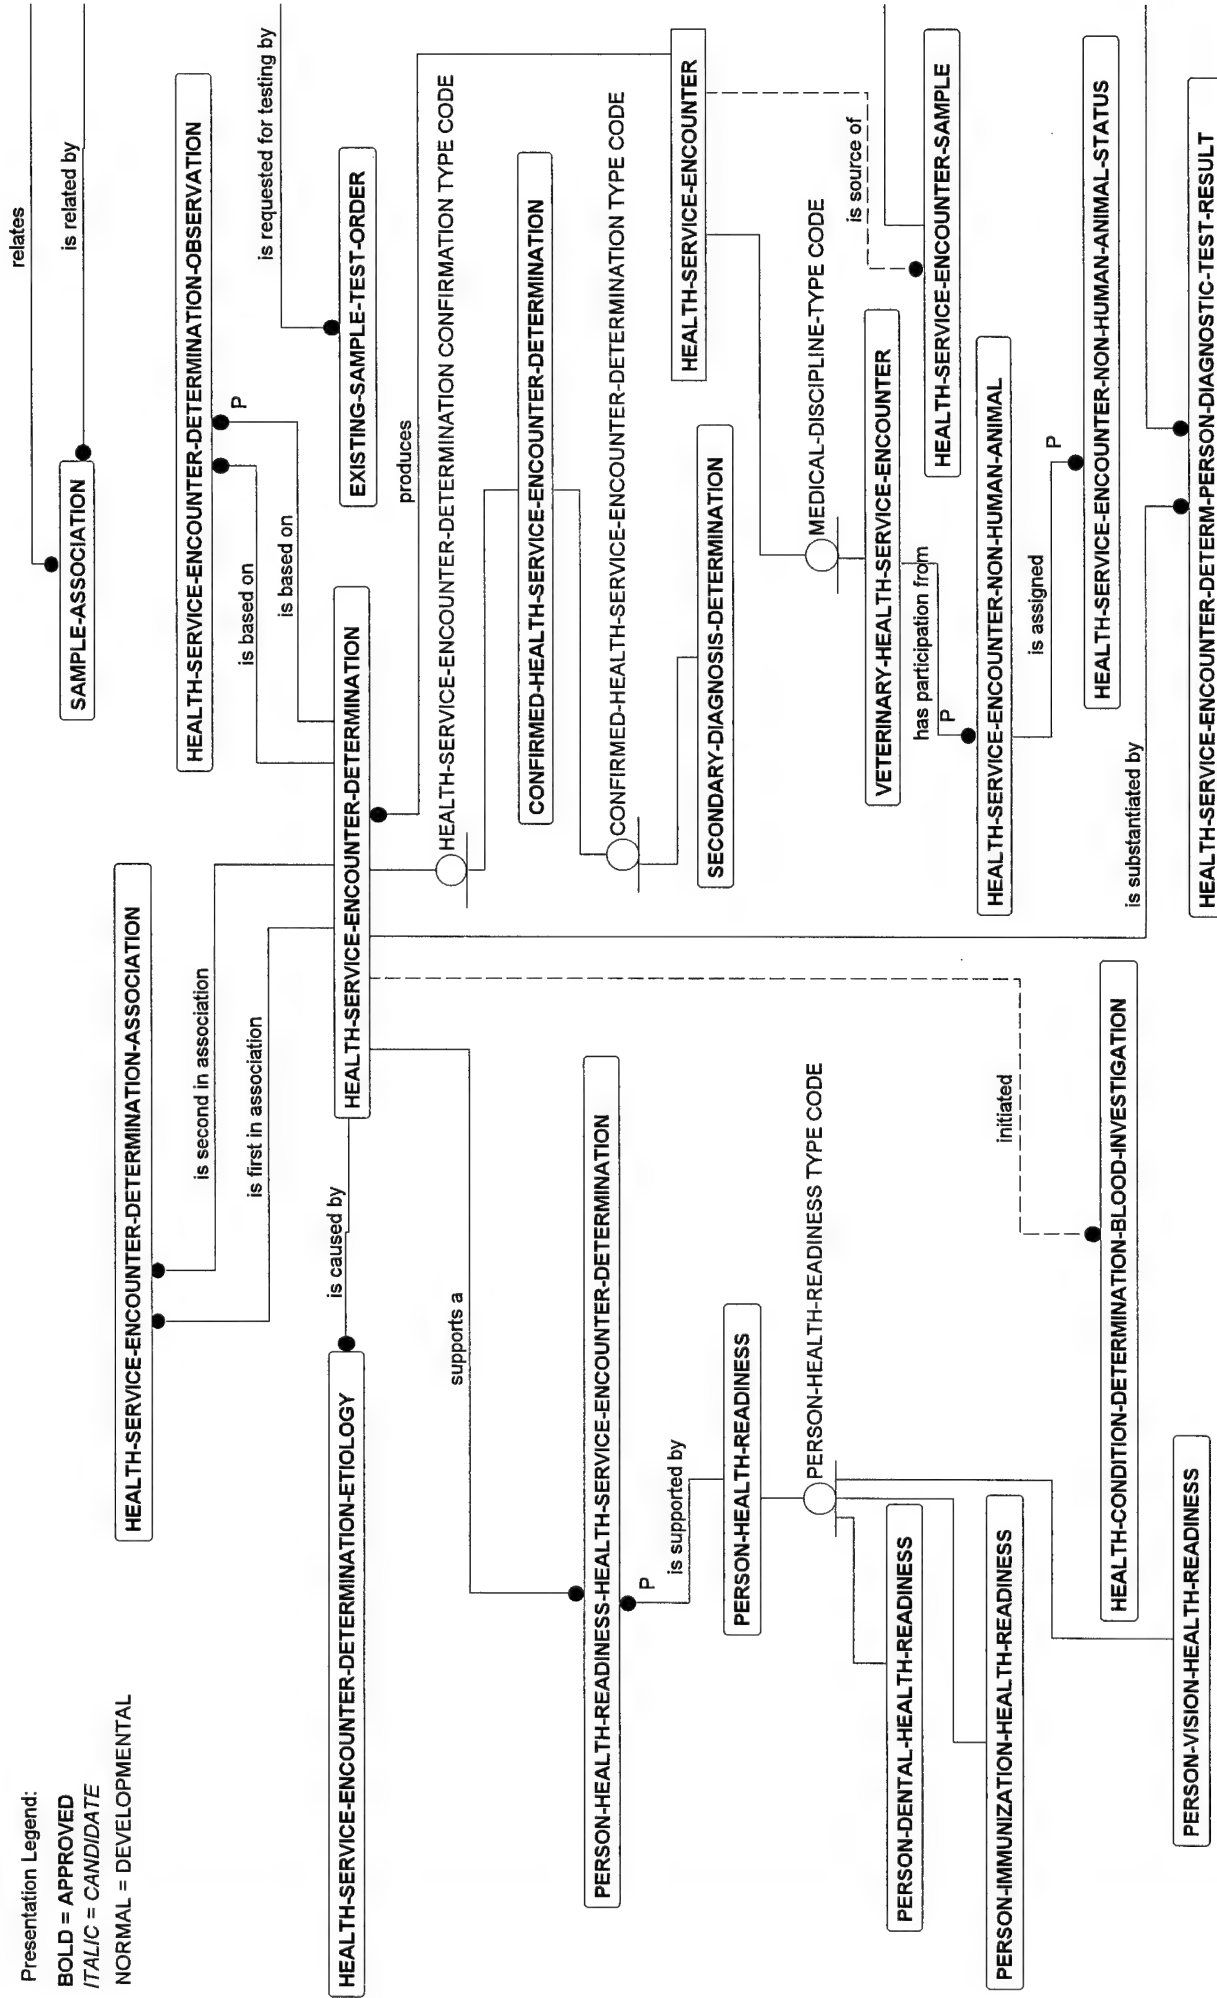 Presentation Legend:
BOLD = APPROVED
ITALIC = CANDIDATE
NORMAL = DEVELOPMENTAL
relates
is related by
SAMPLE-ASSOCIATION
HEALTH-SERVICE-ENCOUNTER-DETERMINATION-ASSOCIATION
HEALTH-SERVICE-ENCOUNTER-DETERMINATION-OBSERVATION
P
is second in association
is first in association
is based on
is based on
is requested for testing by
HEALTH-SERVICE-ENCOUNTER-DETERMINATION-ETIOLOGY
is caused by
HEALTH-SERVICE-ENCOUNTER-DETERMINATION
EXISTING-SAMPLE-TEST-ORDER
produces
supports a
HEALTH-SERVICE-ENCOUNTER-DETERMINATION CONFIRMATION TYPE CODE
CONFIRMED-HEALTH-SERVICE-ENCOUNTER-DETERMINATION
PERSON-HEALTH-READINESS-HEALTH-SERVICE-ENCOUNTER-DETERMINATION
CONFIRMED-HEALTH-SERVICE-ENCOUNTER-DETERMINATION TYPE CODE
P
is supported by
HEALTH-SERVICE-ENCOUNTER
PERSON-HEALTH-READINESS
SECONDARY-DIAGNOSIS-DETERMINATION
PERSON-HEALTH-READINESS TYPE CODE
MEDICAL-DISCIPLINE-TYPE CODE
is source of
PERSON-DENTAL-HEALTH-READINESS
VETERINARY-HEALTH-SERVICE-ENCOUNTER
has participation from
P
HEALTH-SERVICE-ENCOUNTER-SAMPLE
PERSON-IMMUNIZATION-HEALTH-READINESS
initiated
HEALTH-SERVICE-ENCOUNTER-NON-HUMAN-ANIMAL
is assigned
P
HEALTH-CONDITION-DETERMINATION-BLOOD-INVESTIGATION
HEALTH-SERVICE-ENCOUNTER-NON-HUMAN-ANIMAL-STATUS
is substantiated by
PERSON-VISION-HEALTH-READINESS
HEALTH-SERVICE-ENCOUNTER-DETERM-PERSON-DIAGNOSTIC-TEST-RESULT